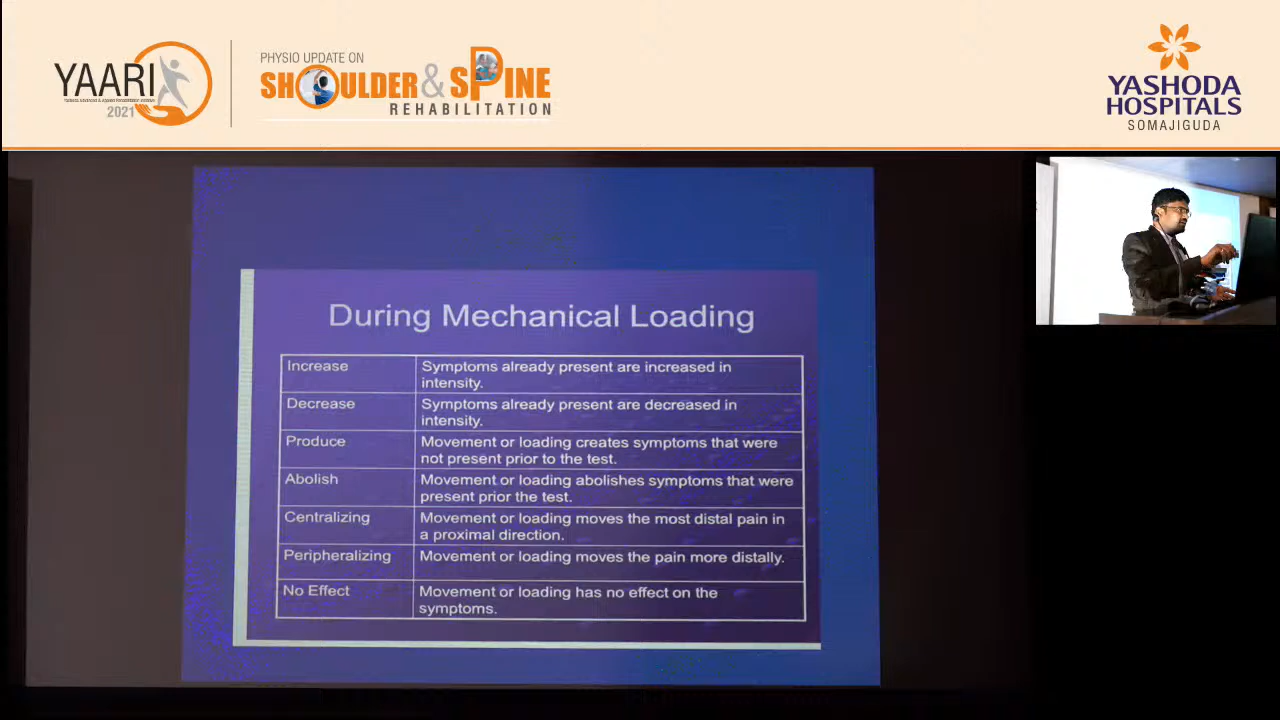 YAARI
2021
PHYSIO UPDATE ON
SHOULDER & SPINE
REHABILITATION
YASHODA
HOSPITALS
SOMAJIGUDA
During Mechanical Loading
Increase
Symptoms already present are increased in
intensity.
Decrease
Symptoms already present are decreased in
intensity.
Produce
Movement or loading creates symptoms that were
not present prior to the test.
Abolish
Movement or loading abolishes symptoms that were
present prior the test.
Centralizing
Movement or loading moves the most distal pain in
a proximal direction.
Peripheralizing
Movement or loading moves the pain more distally.
No Effect
Movement or loading has no effect on the
symptoms.